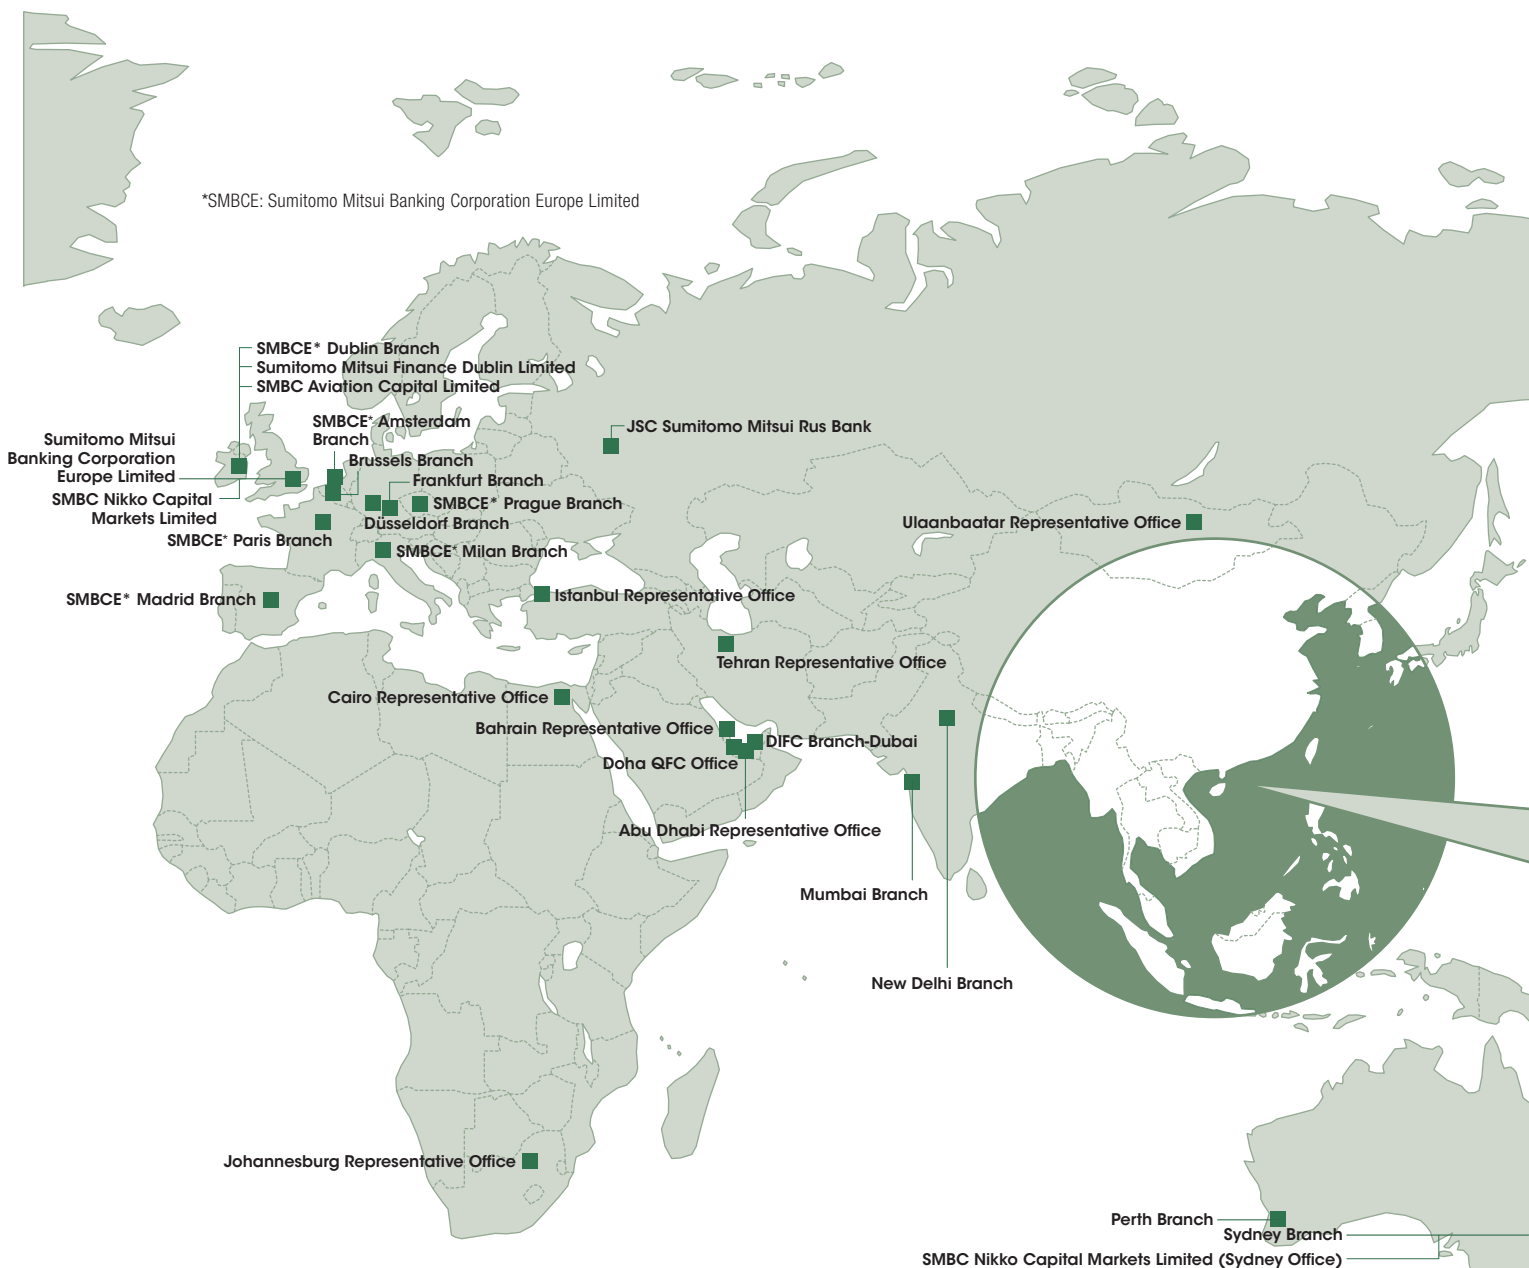 *SMBCE: Sumitomo Mitsui Banking Corporation Europe Limited
SMBCE* Dublin Branch
Sumitomo Mitsui Finance Dublin Limited
SMBC Aviation Capital Limited
SMBCE* Amsterdam
Branch
Sumitomo Mitsui
Banking Corporation
Europe Limited
Brussels Branch
Frankfurt Branch
SMBC Nikko Capital
Markets Limited
SMBCE* Prague Branch
Düsseldorf Branch
SMBCE* Paris Branch
SMBCE* Milan Branch
SMBCE* Madrid Branch
JSC Sumitomo Mitsui Rus Bank
Ulaanbaatar Representative Office
Istanbul Representative Office
Tehran Representative Office
Cairo Representative Office
Bahrain Representative Office
DIFC Branch-Dubai
Doha QFC Office
Abu Dhabi Representative Office
Mumbai Branch
New Delhi Branch
Johannesburg Representative Office
Perth Branch
Sydney Branch
SMBC Nikko Capital Markets Limited (Sydney Office)